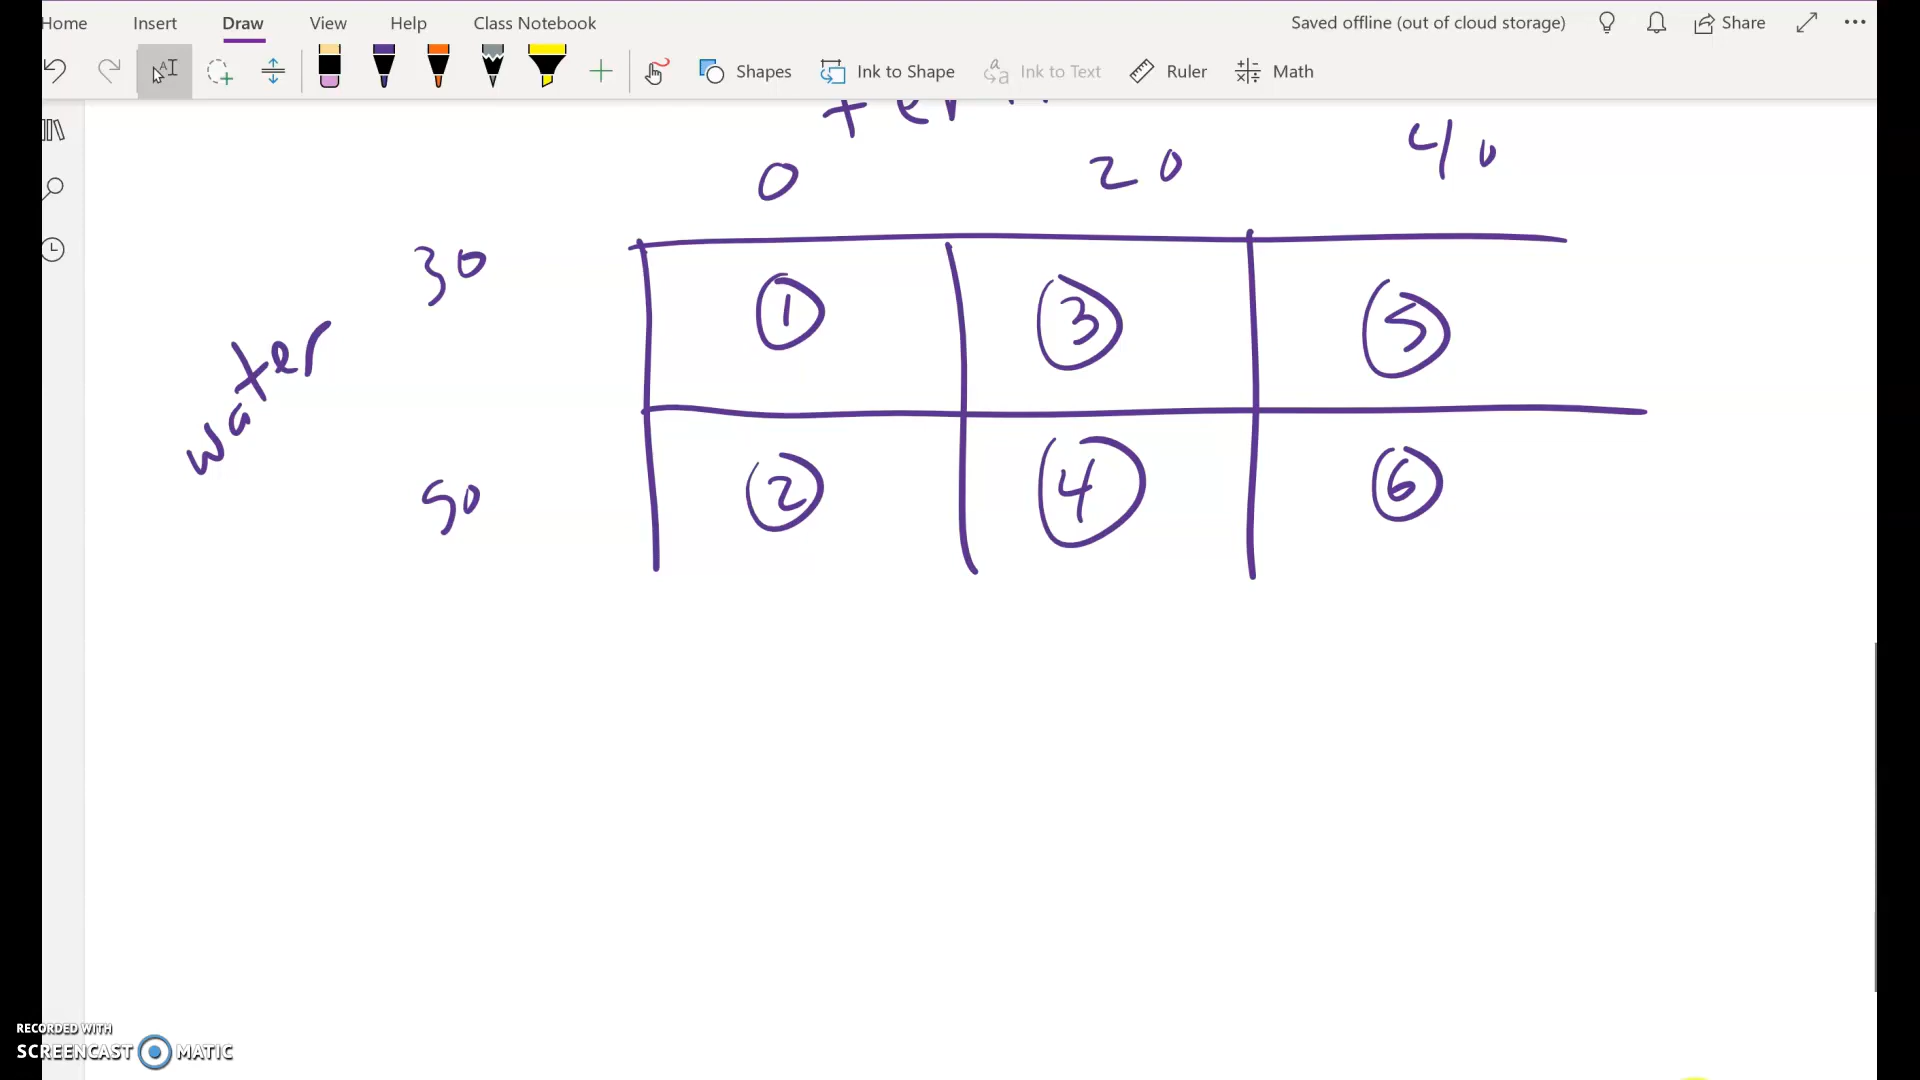 Home Insert Draw View Help Class Notebook Saved offline (out of cloud storage) Share
Shapes Ink to Shape Ink to Text Ruler Math
0 20 40
30 1 3 5
water
50 2 4 6
RECORDED WITH
SCREENCAST MATIC